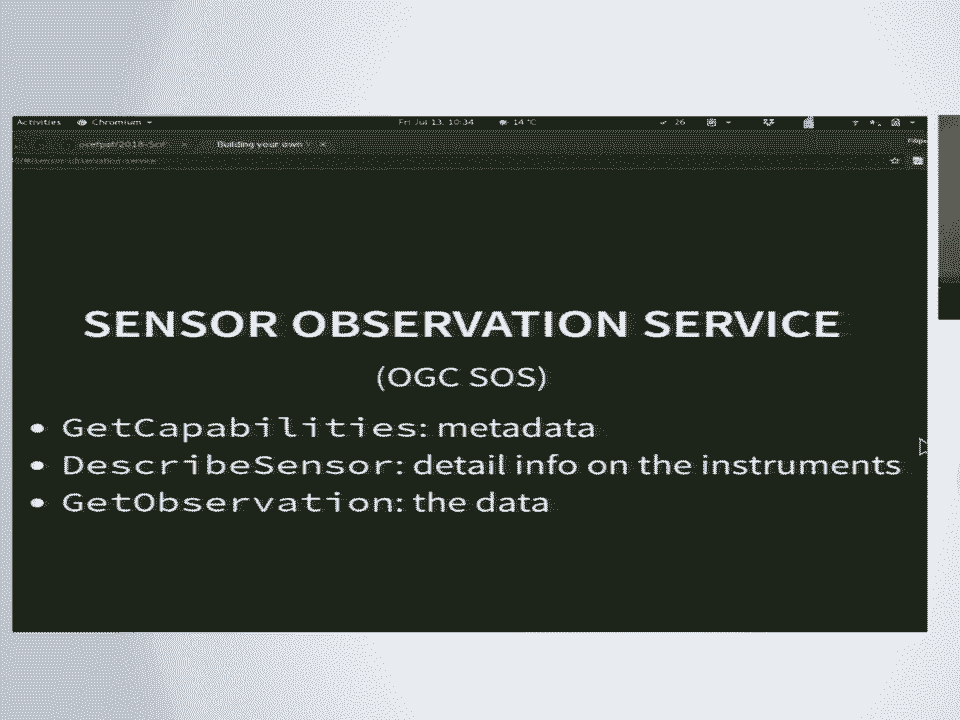 Activities Chromium Fri Jul 13, 10:34 14 °C 26
Building your own
SENSOR OBSERVATION SERVICE
(OGC SOS)
• GetCapabilities: metadata
• DescribeSensor: detail info on the instruments
• GetObservation: the data